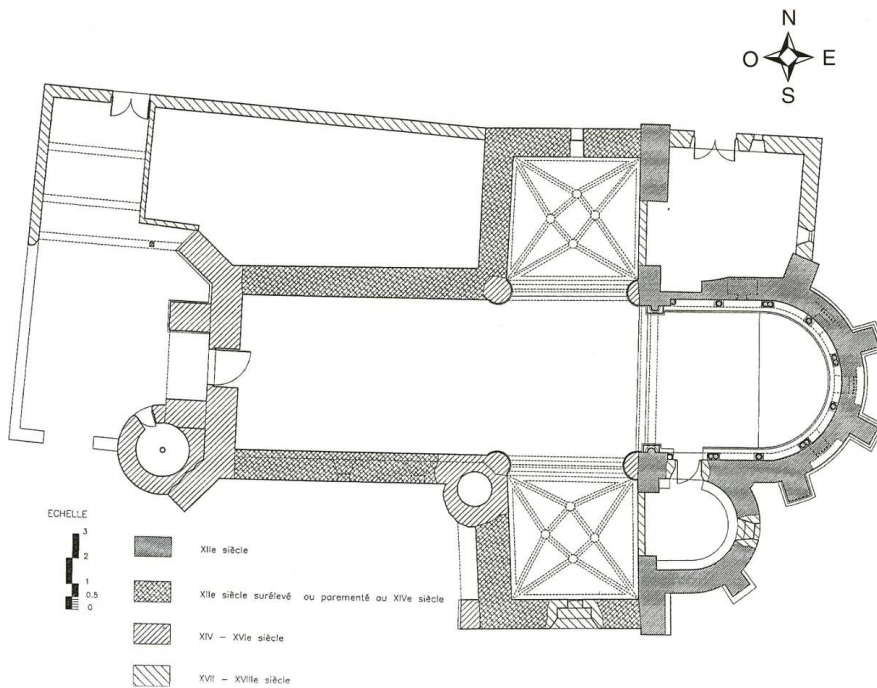 N
O E
S
ECHELLE
3
2
1
0.5
0
XIIe siècle
XIIe siècle surélevé ou parementé au XIVe siècle
XIV – XVIe siècle
XVII – XVIIIe siècle